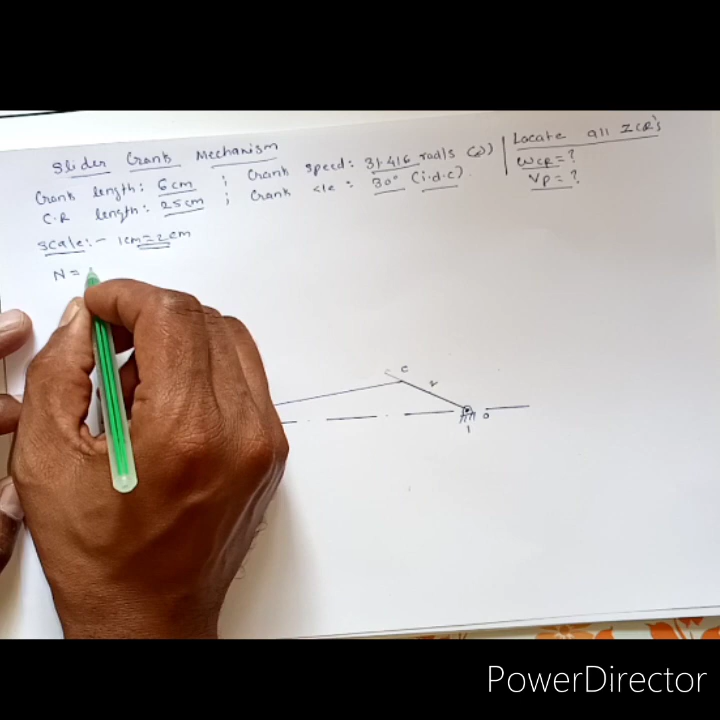 Slider Crank Mechanism
Crank length: 6cm ; Crank speed: 31.416 rad/s (ω)
C.R length: 25cm ; Crank <le : 30° (i.d.c).
Scale:- 1cm=2cm
N=
Locate all ICR's
ωCR=?
VP=?
C
2
O
1
PowerDirector